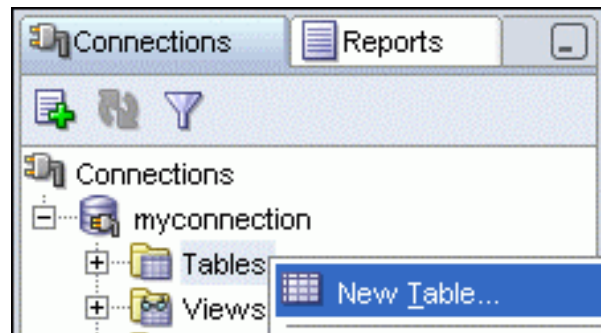 Connections Reports
Connections
myconnection
Tables
New Table...
Views